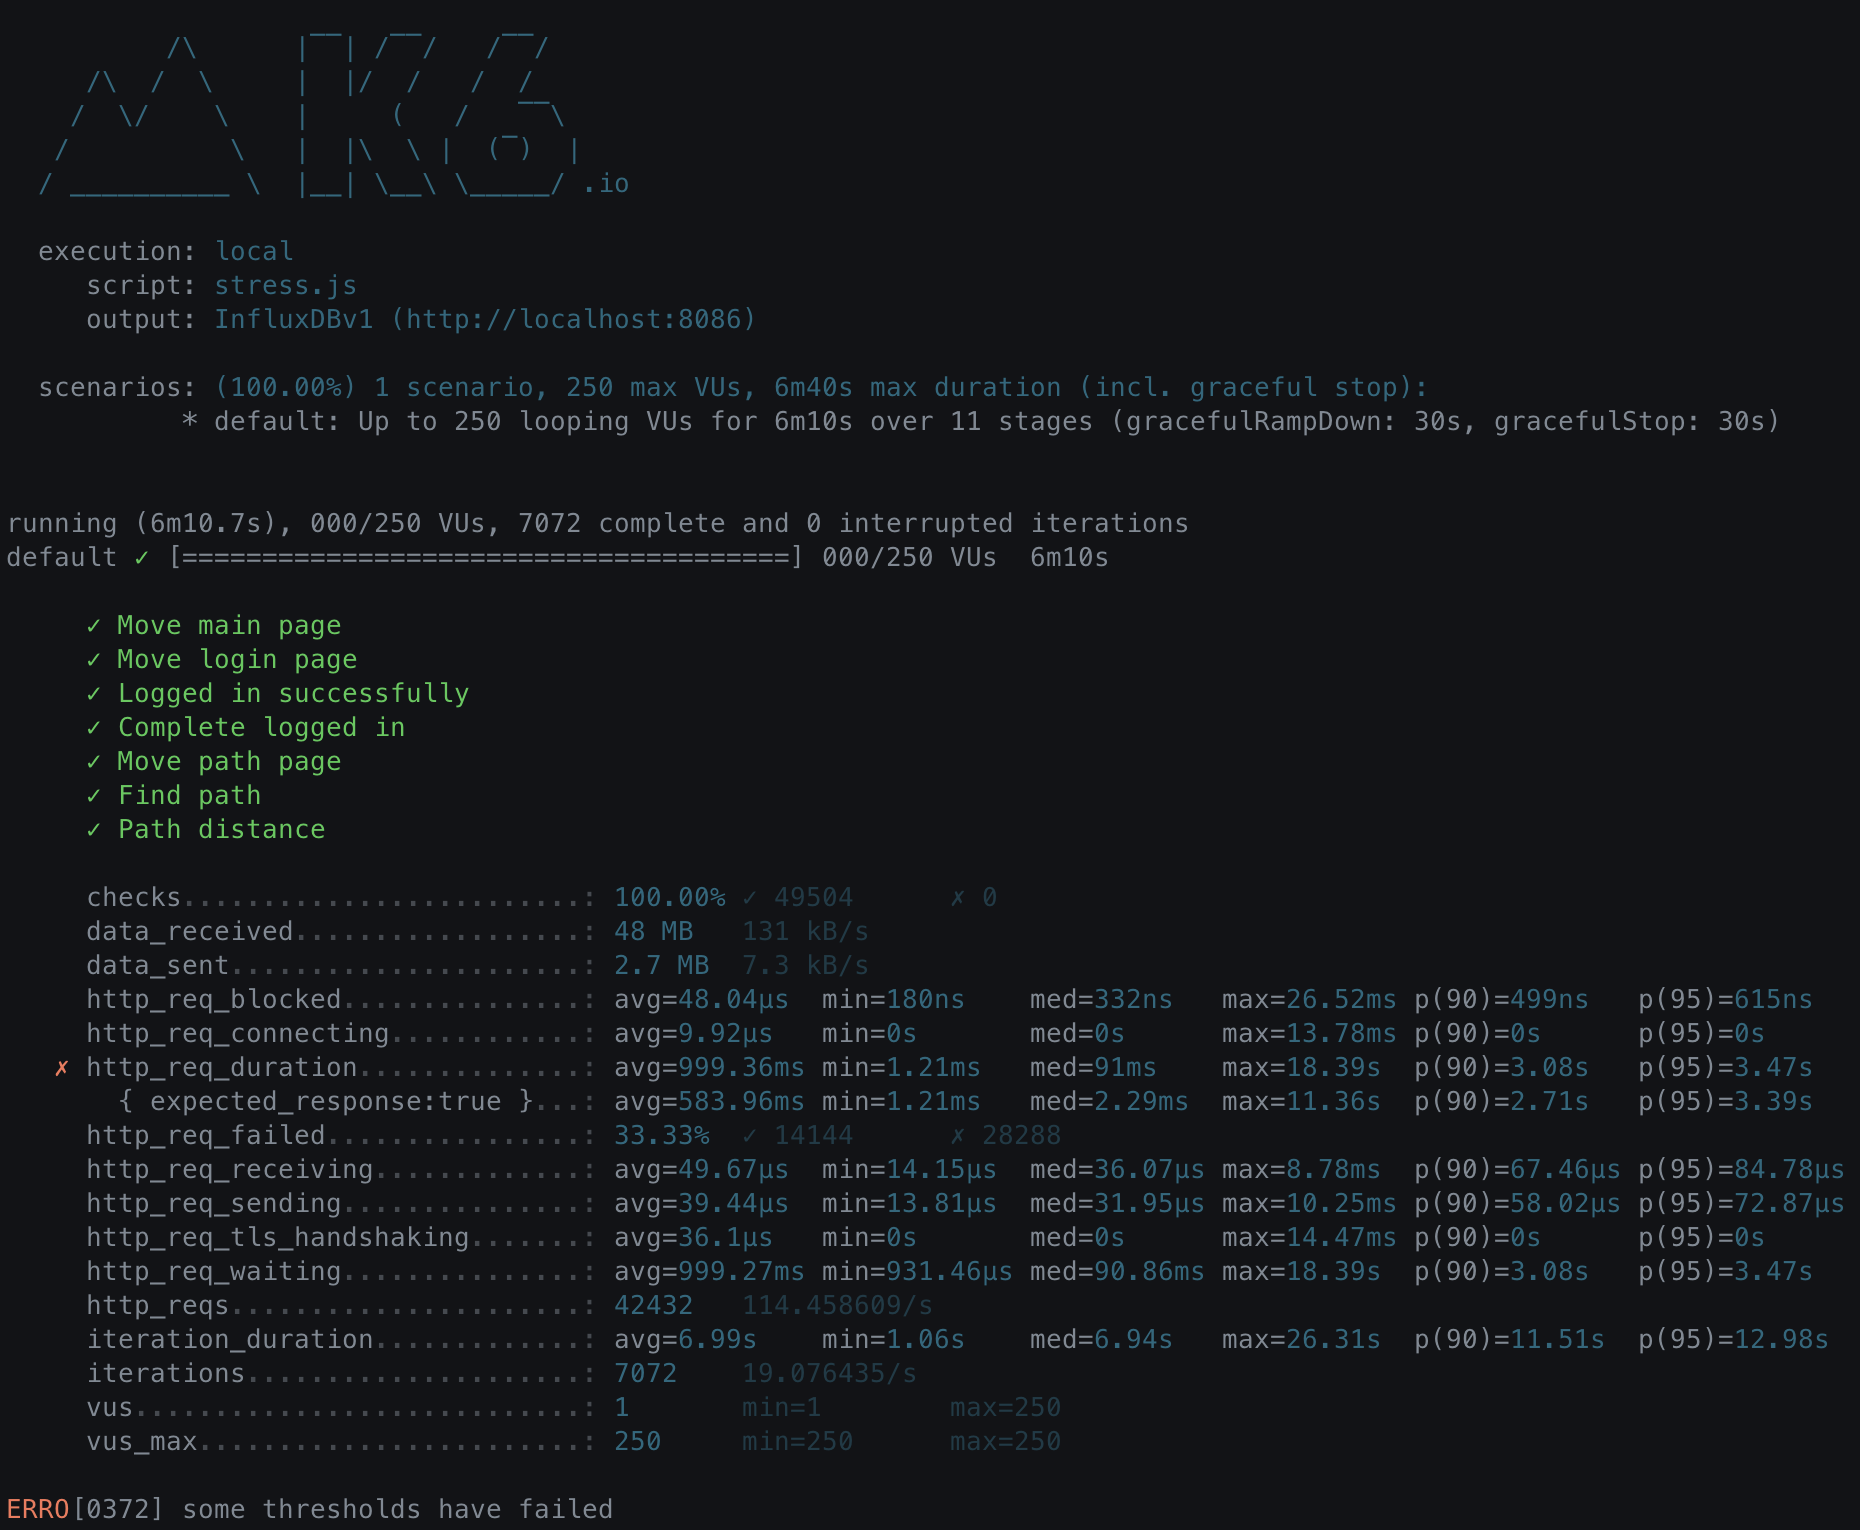 /\      |‾‾| /‾‾/   /‾‾/
     /\  /  \     |  |/  /   /  /
    /  \/    \    |     (   /   ‾‾\
   /          \   |  |\  \ |  (‾)  |
  / __________ \  |__| \__\ \_____/ .io

  execution: local
     script: stress.js
     output: InfluxDBv1 (http://localhost:8086)

  scenarios: (100.00%) 1 scenario, 250 max VUs, 6m40s max duration (incl. graceful stop):
           * default: Up to 250 looping VUs for 6m10s over 11 stages (gracefulRampDown: 30s, gracefulStop: 30s)

running (6m10.7s), 000/250 VUs, 7072 complete and 0 interrupted iterations
default ✓ [======================================] 000/250 VUs  6m10s

     ✓ Move main page
     ✓ Move login page
     ✓ Logged in successfully
     ✓ Complete logged in
     ✓ Move path page
     ✓ Find path
     ✓ Path distance

     checks.........................: 100.00% ✓ 49504      ✗ 0
     data_received..................: 48 MB   131 kB/s
     data_sent......................: 2.7 MB  7.3 kB/s
     http_req_blocked...............: avg=48.04µs  min=180ns    med=332ns   max=26.52ms p(90)=499ns   p(95)=615ns
     http_req_connecting............: avg=9.92µs   min=0s       med=0s      max=13.78ms p(90)=0s      p(95)=0s
   ✗ http_req_duration..............: avg=999.36ms min=1.21ms   med=91ms    max=18.39s  p(90)=3.08s   p(95)=3.47s
       { expected_response:true }...: avg=583.96ms min=1.21ms   med=2.29ms  max=11.36s  p(90)=2.71s   p(95)=3.39s
     http_req_failed................: 33.33%  ✓ 14144      ✗ 28288
     http_req_receiving.............: avg=49.67µs  min=14.15µs  med=36.07µs max=8.78ms  p(90)=67.46µs p(95)=84.78µs
     http_req_sending...............: avg=39.44µs  min=13.81µs  med=31.95µs max=10.25ms p(90)=58.02µs p(95)=72.87µs
     http_req_tls_handshaking.......: avg=36.1µs   min=0s       med=0s      max=14.47ms p(90)=0s      p(95)=0s
     http_req_waiting...............: avg=999.27ms min=931.46µs med=90.86ms max=18.39s  p(90)=3.08s   p(95)=3.47s
     http_reqs......................: 42432   114.458609/s
     iteration_duration.............: avg=6.99s    min=1.06s    med=6.94s   max=26.31s  p(90)=11.51s  p(95)=12.98s
     iterations.....................: 7072    19.076435/s
     vus............................: 1       min=1        max=250
     vus_max........................: 250     min=250      max=250

ERRO[0372] some thresholds have failed